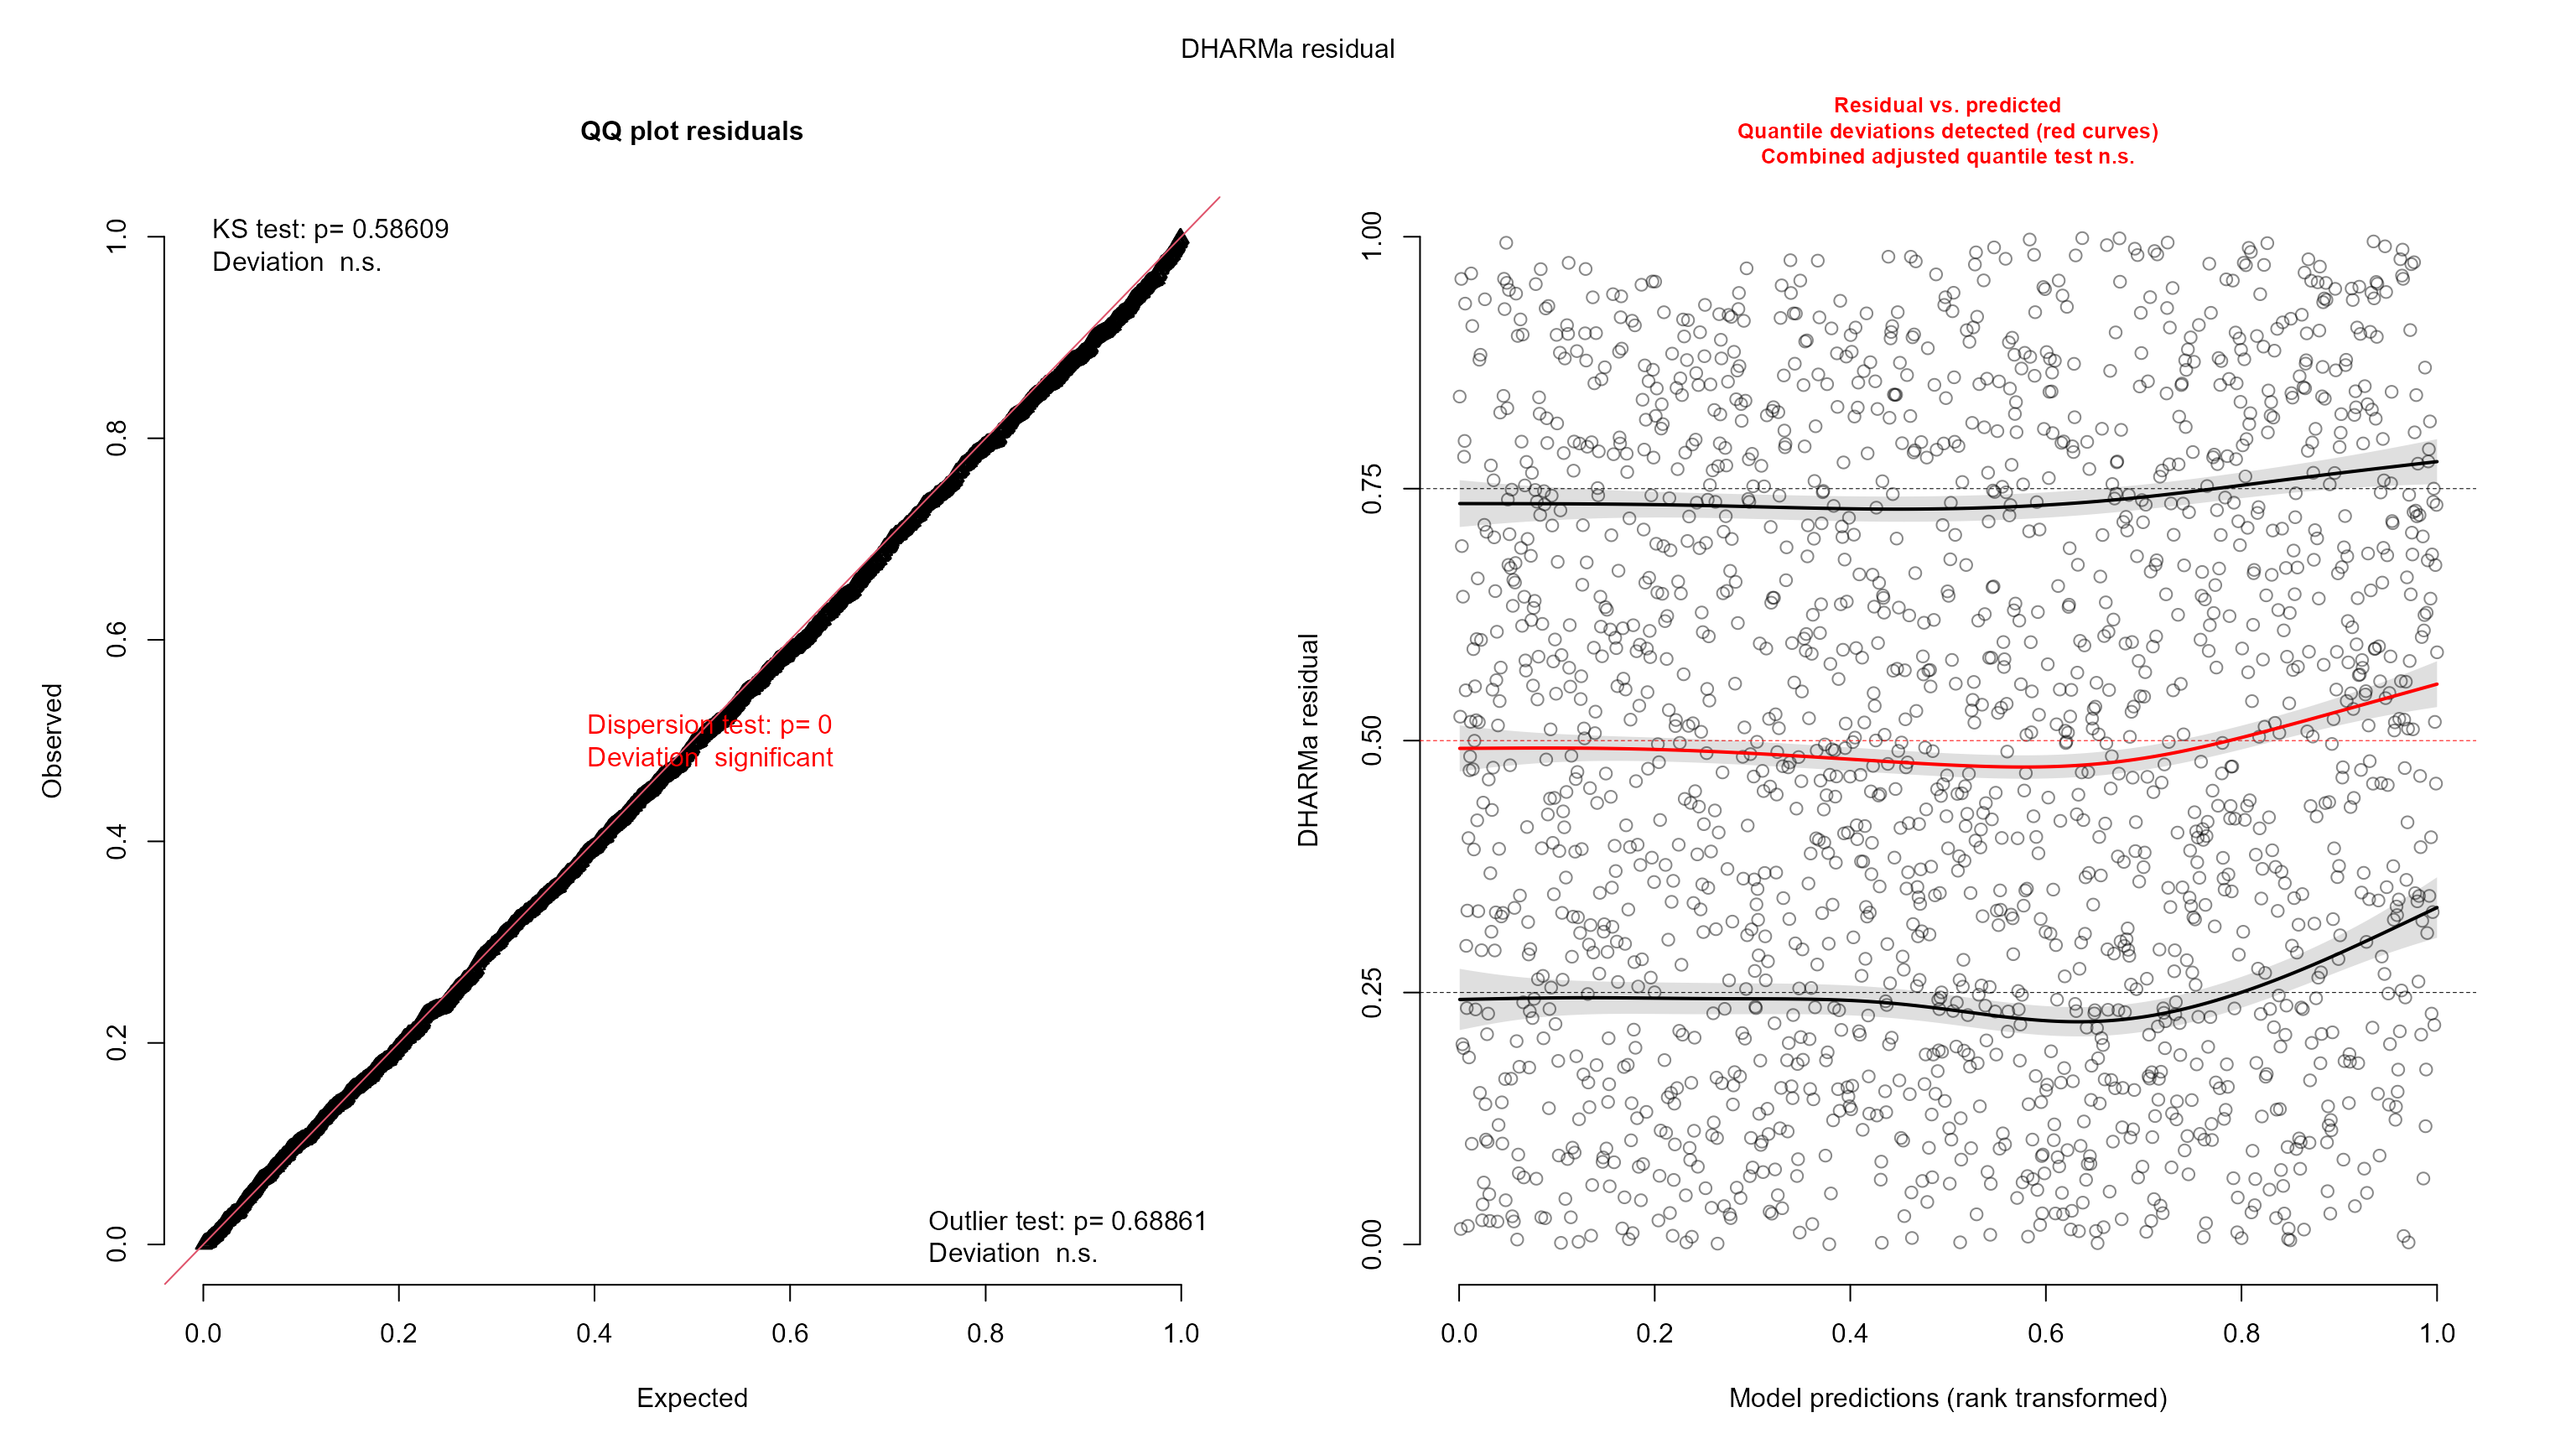 DHARMa residual
QQ plot residuals
KS test: p= 0.58609
Deviation  n.s.
Dispersion test: p= 0
Deviation  significant
Outlier test: p= 0.68861
Deviation  n.s.
Observed
0.0
0.2
0.4
0.6
0.8
1.0
0.0
0.2
0.4
0.6
0.8
1.0
Expected
Residual vs. predicted
Quantile deviations detected (red curves)
Combined adjusted quantile test n.s.
DHARMa residual
0.00
0.25
0.50
0.75
1.00
0.0
0.2
0.4
0.6
0.8
1.0
Model predictions (rank transformed)